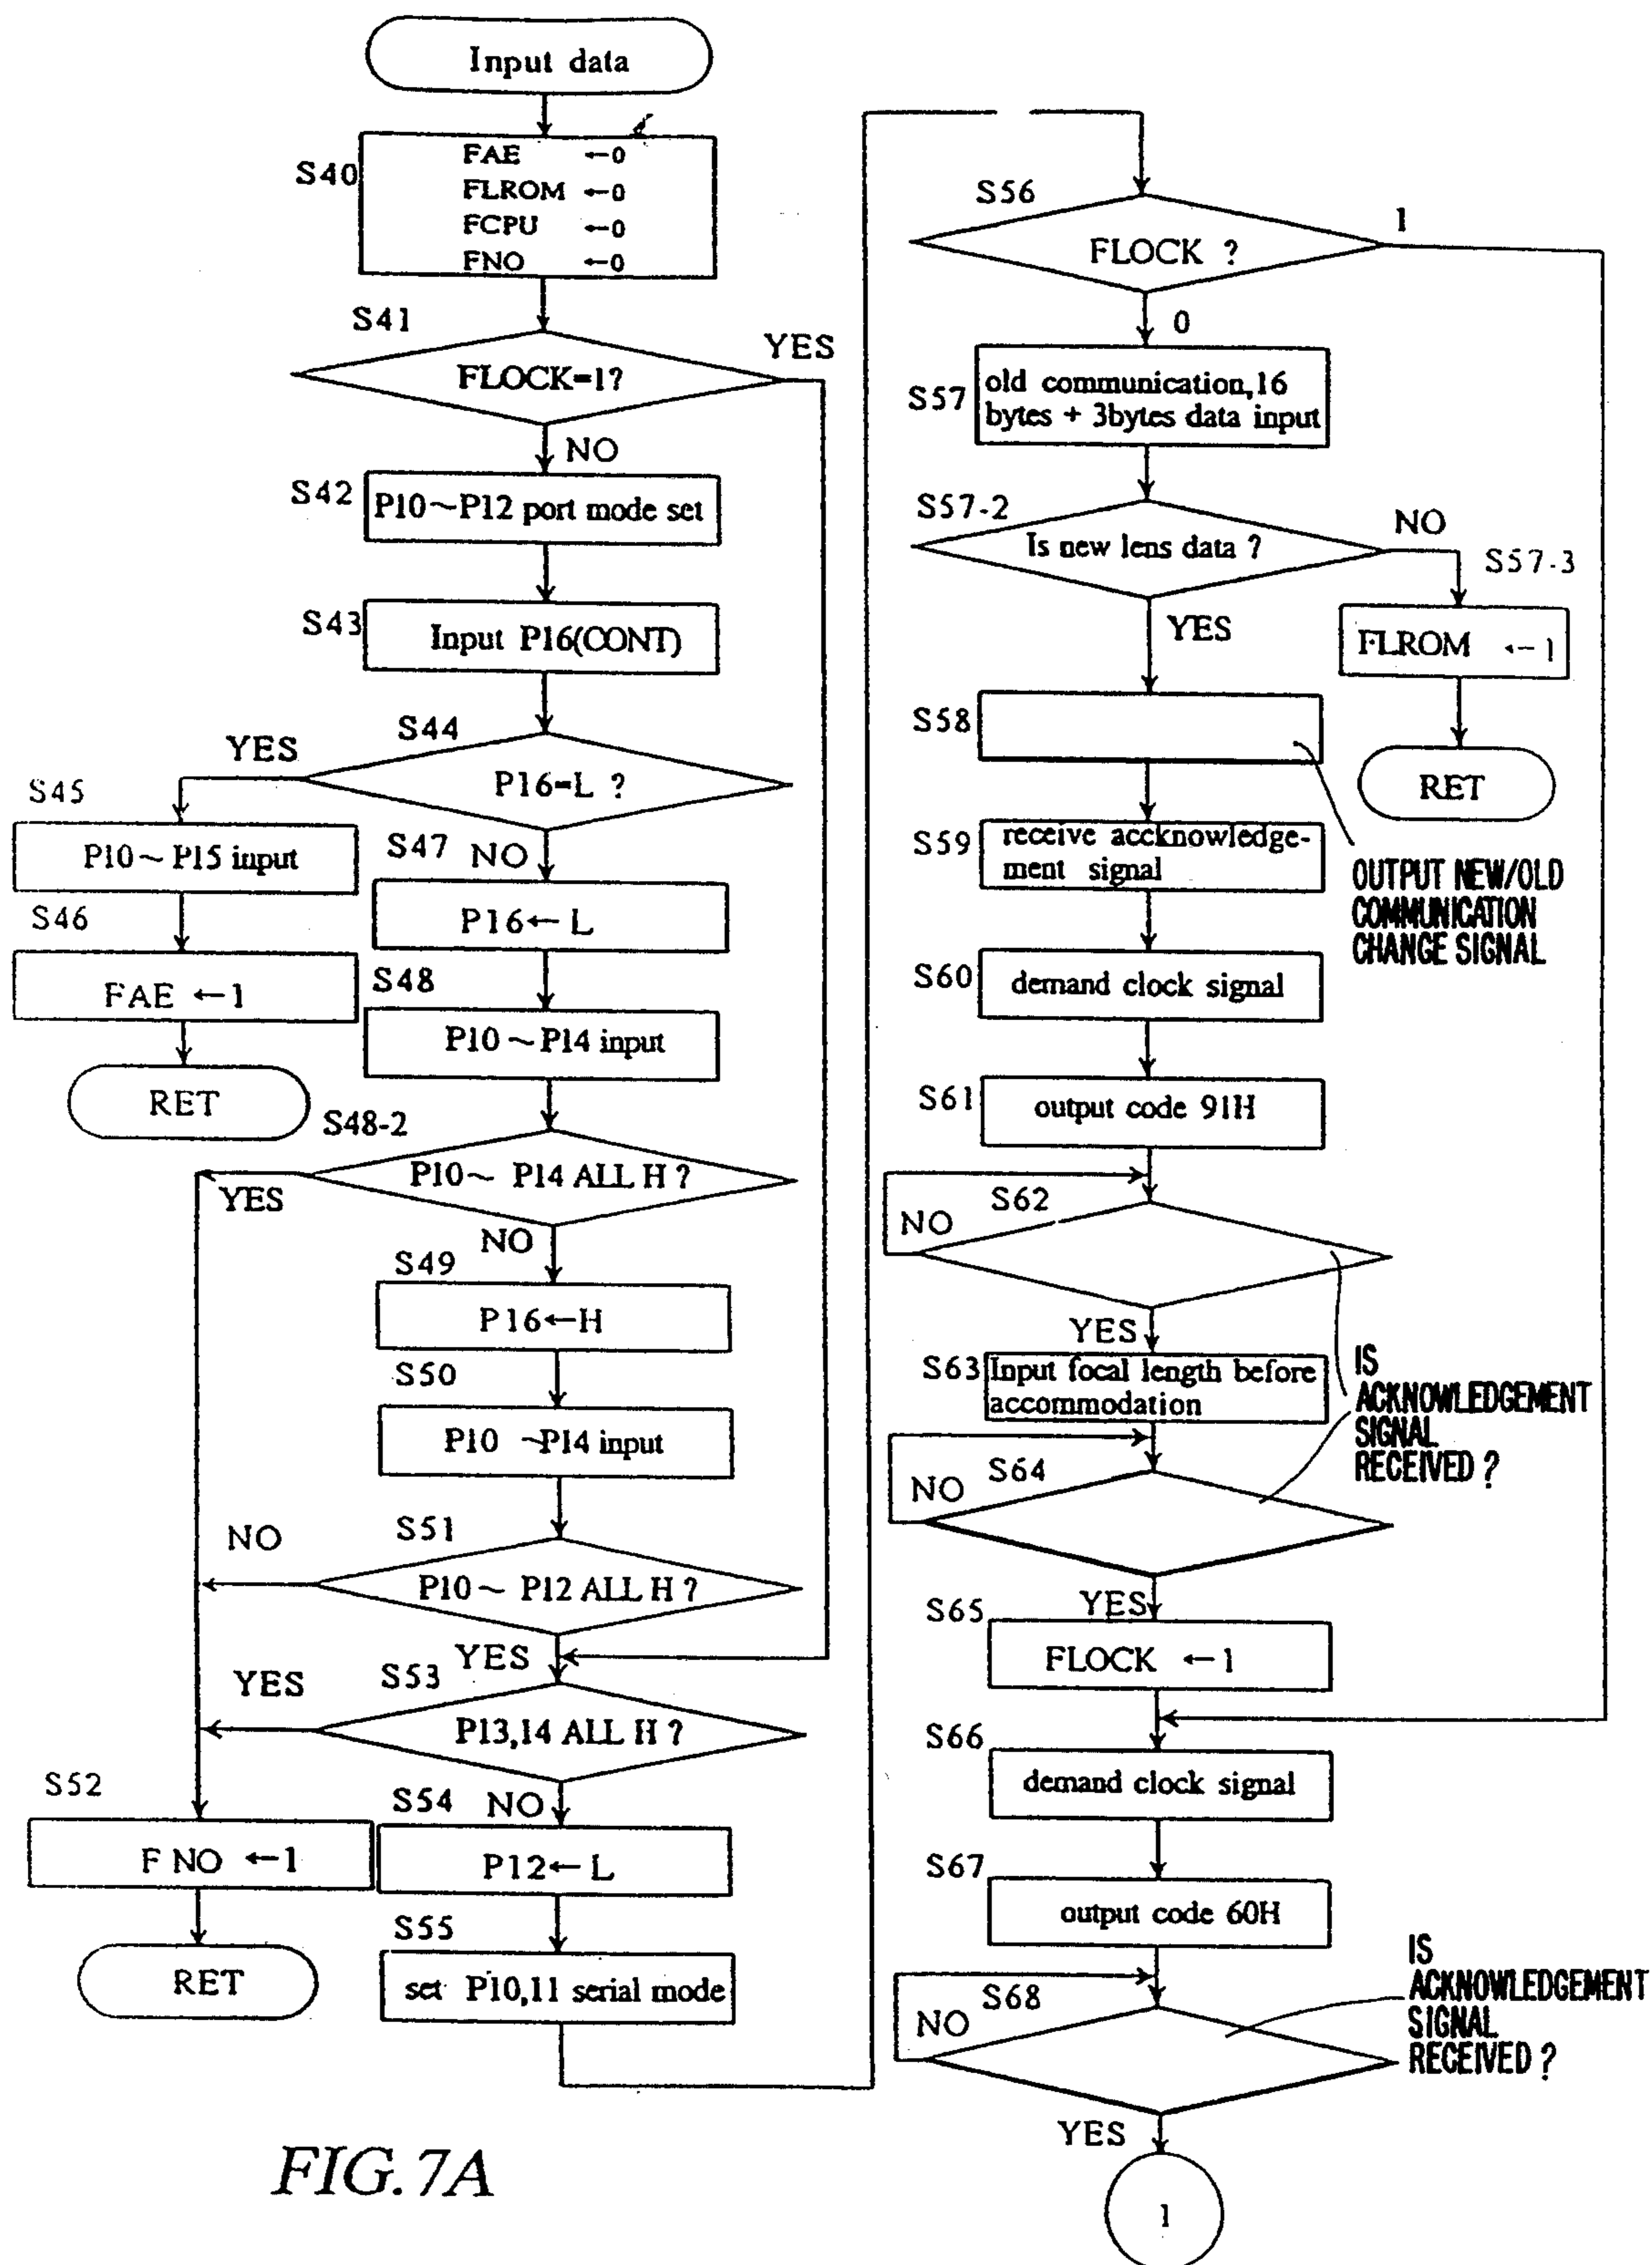 Input data
S40
FAE ←0
FLROM ←0
FCPU ←0
FNO ←0
S41
FLOCK=1?
YES
NO
S42
P10~P12 port mode set
S43
Input P16(CONT)
S44
YES
P16=L ?
S45
P10~P15 input
S46
FAE ←1
RET
S47
NO
P16←L
S48
P10~P14 input
S48-2
P10~ P14 ALL H ?
YES
NO
S49
P16←H
S50
P10 ~P14 input
S51
NO
P10~ P12 ALL H ?
YES
S53
YES
P13,14 ALL H ?
S52
F NO ←1
RET
S54
NO
P12←L
S55
set P10,11 serial mode
S56
FLOCK ?
1
0
S57
old communication,16
bytes + 3bytes data input
S57-2
Is new lens data ?
NO
S57-3
FLROM ←1
RET
YES
S58
OUTPUT NEW/OLD
COMMUNICATION
CHANGE SIGNAL
S59
receive accknowledge-
ment signal
S60
demand clock signal
S61
output code 91H
S62
NO
YES
IS
ACKNOWLEDGEMENT
SIGNAL
RECEIVED ?
S63
Input focal length before
accommodation
S64
NO
YES
S65
FLOCK ←1
S66
demand clock signal
S67
output code 60H
S68
NO
IS
ACKNOWLEDGEMENT
SIGNAL
RECEIVED ?
YES
1
FIG. 7A